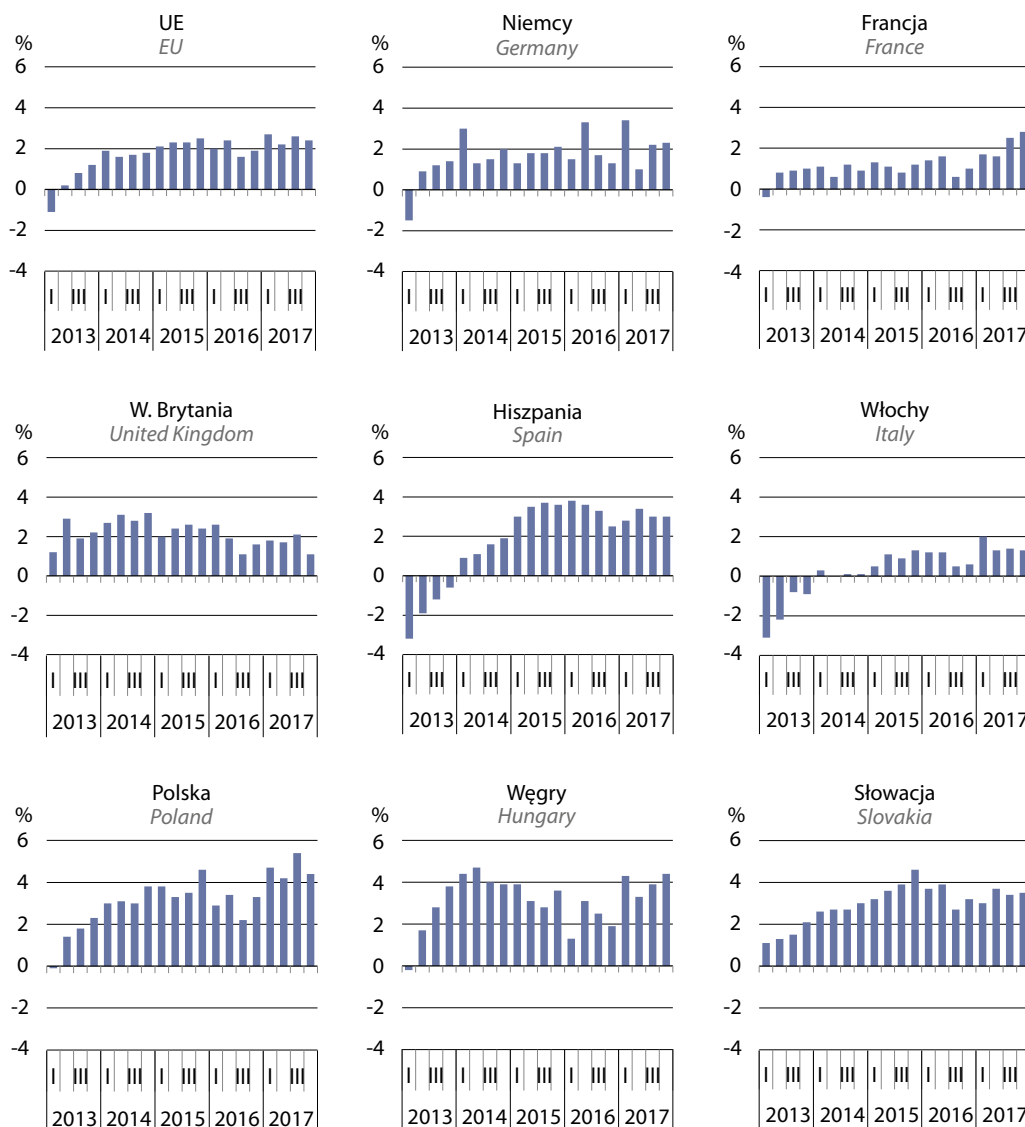 UE
EU
%
6
4
2
0
-2
-4
I III I III I III I III I III
2013 2014 2015 2016 2017
Niemcy
Germany
%
6
4
2
0
-2
-4
I III I III I III I III I III
2013 2014 2015 2016 2017
Francja
France
%
6
4
2
0
-2
-4
I III I III I III I III I III
2013 2014 2015 2016 2017
W. Brytania
United Kingdom
%
6
4
2
0
-2
-4
I III I III I III I III I III
2013 2014 2015 2016 2017
Hiszpania
Spain
%
6
4
2
0
-2
-4
I III I III I III I III I III
2013 2014 2015 2016 2017
Włochy
Italy
%
6
4
2
0
-2
-4
I III I III I III I III I III
2013 2014 2015 2016 2017
Polska
Poland
%
6
4
2
0
-2
-4
I III I III I III I III I III
2013 2014 2015 2016 2017
Węgry
Hungary
%
6
4
2
0
-2
-4
I III I III I III I III I III
2013 2014 2015 2016 2017
Słowacja
Slovakia
%
6
4
2
0
-2
-4
I III I III I III I III I III
2013 2014 2015 2016 2017